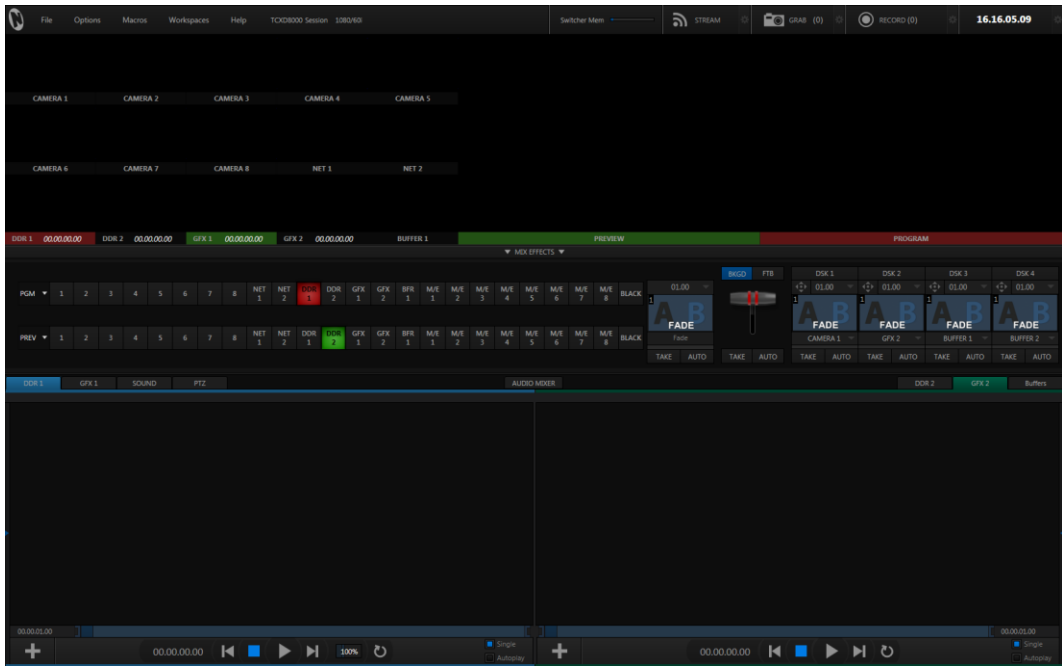 File Options Macros Workspaces Help TCXD8000 Session 1080/60i Switcher Mem STREAM GRAB (0) RECORD (0) 16.16.05.09
CAMERA 1 CAMERA 2 CAMERA 3 CAMERA 4 CAMERA 5
CAMERA 6 CAMERA 7 CAMERA 8 NET 1 NET 2
DDR 1 00.00.00.00 DDR 2 00.00.00.00 GFX 1 00.00.00.00 GFX 2 00.00.00.00 BUFFER 1 PREVIEW PROGRAM
MIX EFFECTS
BKGD FTB DSK 1 DSK 2 DSK 3 DSK 4
01.00 01.00 01.00 01.00 01.00
PGM 1 2 3 4 5 6 7 8 NET 1 NET 2 DDR 1 DDR 2 GFX 1 GFX 2 BFR 1 M/E 1 M/E 2 M/E 3 M/E 4 M/E 5 M/E 6 M/E 7 M/E 8 BLACK
1 1 1 1 1
A B A B A B A B A B
FADE FADE FADE FADE FADE
PREV 1 2 3 4 5 6 7 8 NET 1 NET 2 DDR 1 DDR 2 GFX 1 GFX 2 BFR 1 M/E 1 M/E 2 M/E 3 M/E 4 M/E 5 M/E 6 M/E 7 M/E 8 BLACK
Fade CAMERA 1 GFX 2 BUFFER 1 BUFFER 2
TAKE AUTO TAKE AUTO TAKE AUTO TAKE AUTO TAKE AUTO TAKE AUTO
DDR 1 GFX 1 SOUND PTZ AUDIO MIXER DDR 2 GFX 2 Buffers
00.00.01.00 00.00.01.00
00.00.00.00 100% Single 00.00.00.00 Single
Autoplay Autoplay